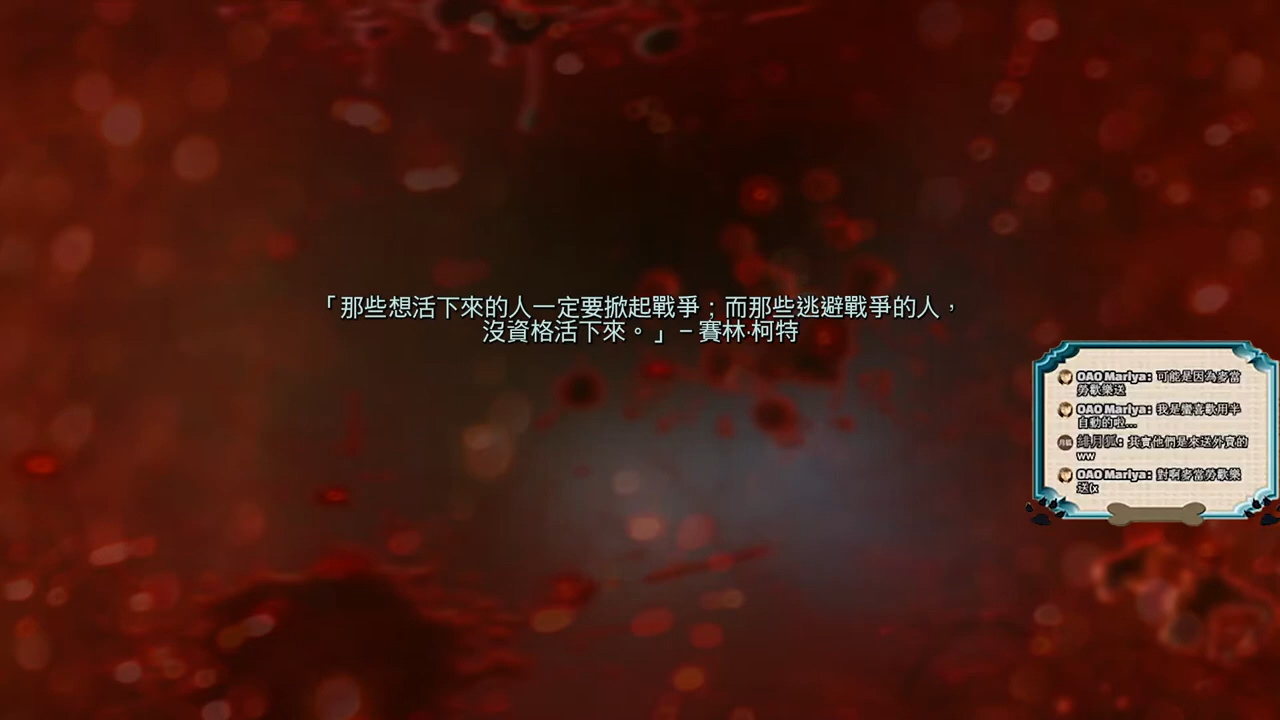 「那些想活下來的人一定要掀起戰爭；而那些逃避戰爭的人，
沒資格活下來。」 – 賽林·柯特
OAO Mariya: 可能是因為麥當
勞歡樂送
OAO Mariya: 我是蠻喜歡用半
自動的啦...
緋月狐: 其實他們是來送外賣的
ww
OAO Mariya: 對啊麥當勞歡樂
送(x